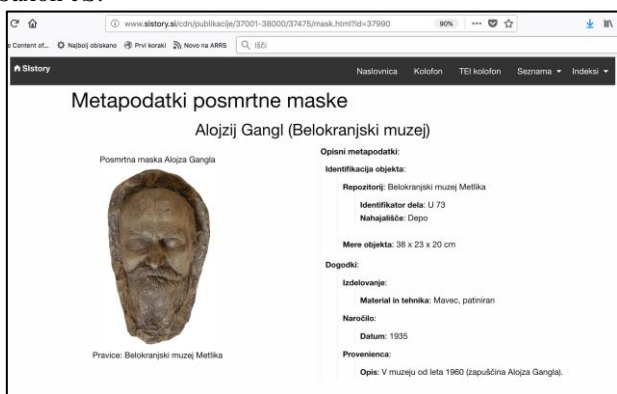 www.sistory.si/cdn/publikacije/37001-38000/37475/mask.html?id=37990
90%
e Content of... Najbolj obiskano Prvi koraki Novo na ARRS Išči
SIstory Naslovnica Kolofon TEI kolofon Seznama Indeksi
Metapodatki posmrtne maske
Alojzij Gangl (Belokranjski muzej)
Posmrtna maska Alojza Gangla
Pravice: Belokranjski muzej Metlika
Opisni metapodatki:
Identifikacija objekta:
Repozitorij: Belokranjski muzej Metlika
Identifikator dela: U 73
Nahajališče: Depo
Mere objekta: 38 x 23 x 20 cm
Dogodki:
Izdelovanje:
Material in tehnika: Mavec, patiniran
Naročilo:
Datum: 1935
Provenienca:
Opis: V muzeju od leta 1960 (zapuščina Alojza Gangla).